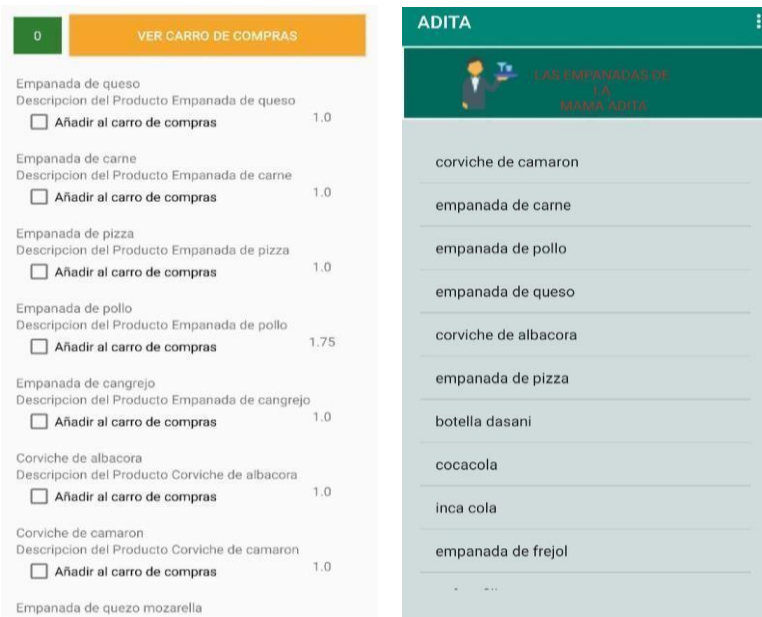 0
VER CARRO DE COMPRAS
Empanada de queso
Descripcion del Producto Empanada de queso
Añadir al carro de compras
1.0
Empanada de carne
Descripcion del Producto Empanada de carne
Añadir al carro de compras
1.0
Empanada de pizza
Descripcion del Producto Empanada de pizza
Añadir al carro de compras
1.0
Empanada de pollo
Descripcion del Producto Empanada de pollo
Añadir al carro de compras
1.75
Empanada de cangrejo
Descripcion del Producto Empanada de cangrejo
Añadir al carro de compras
1.0
Corviche de albacora
Descripcion del Producto Corviche de albacora
Añadir al carro de compras
1.0
Corviche de camaron
Descripcion del Producto Corviche de camaron
Añadir al carro de compras
1.0
Empanada de quezo mozarella
ADITA
LAS EMPANADAS DE
LA
MAMA ADITA
corviche de camaron
empanada de carne
empanada de pollo
empanada de queso
corviche de albacora
empanada de pizza
botella dasani
cocacola
inca cola
empanada de frejol